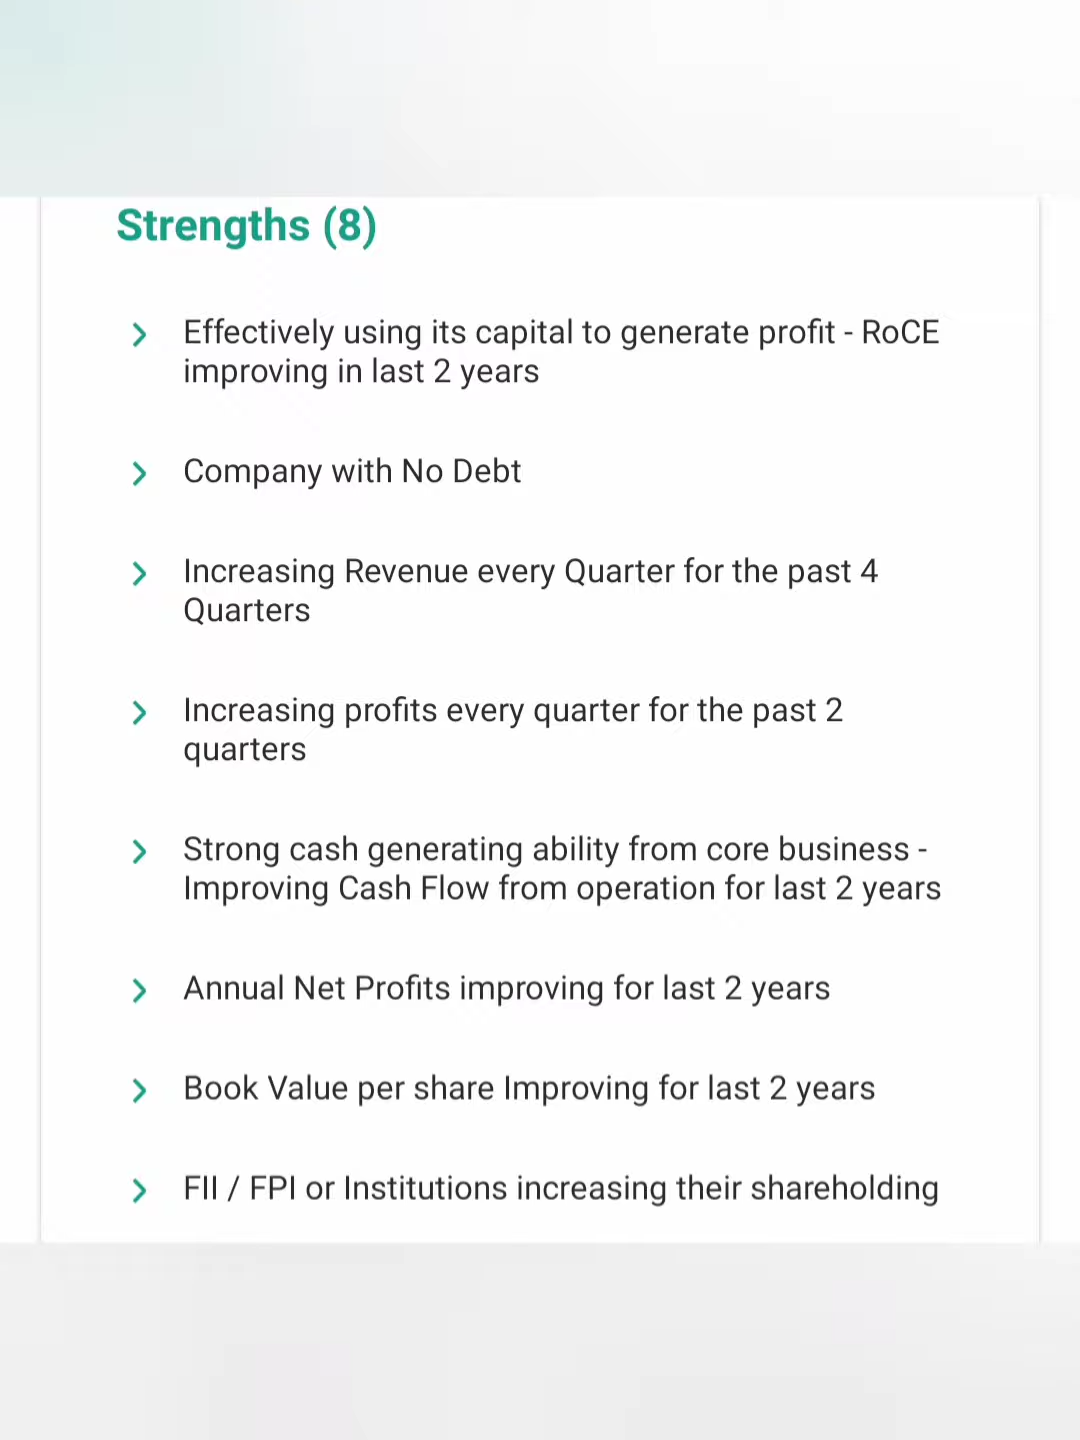 Strengths (8)
Effectively using its capital to generate profit - RoCE
improving in last 2 years
Company with No Debt
Increasing Revenue every Quarter for the past 4
Quarters
Increasing profits every quarter for the past 2
quarters
Strong cash generating ability from core business -
Improving Cash Flow from operation for last 2 years
Annual Net Profits improving for last 2 years
Book Value per share Improving for last 2 years
FII / FPI or Institutions increasing their shareholding